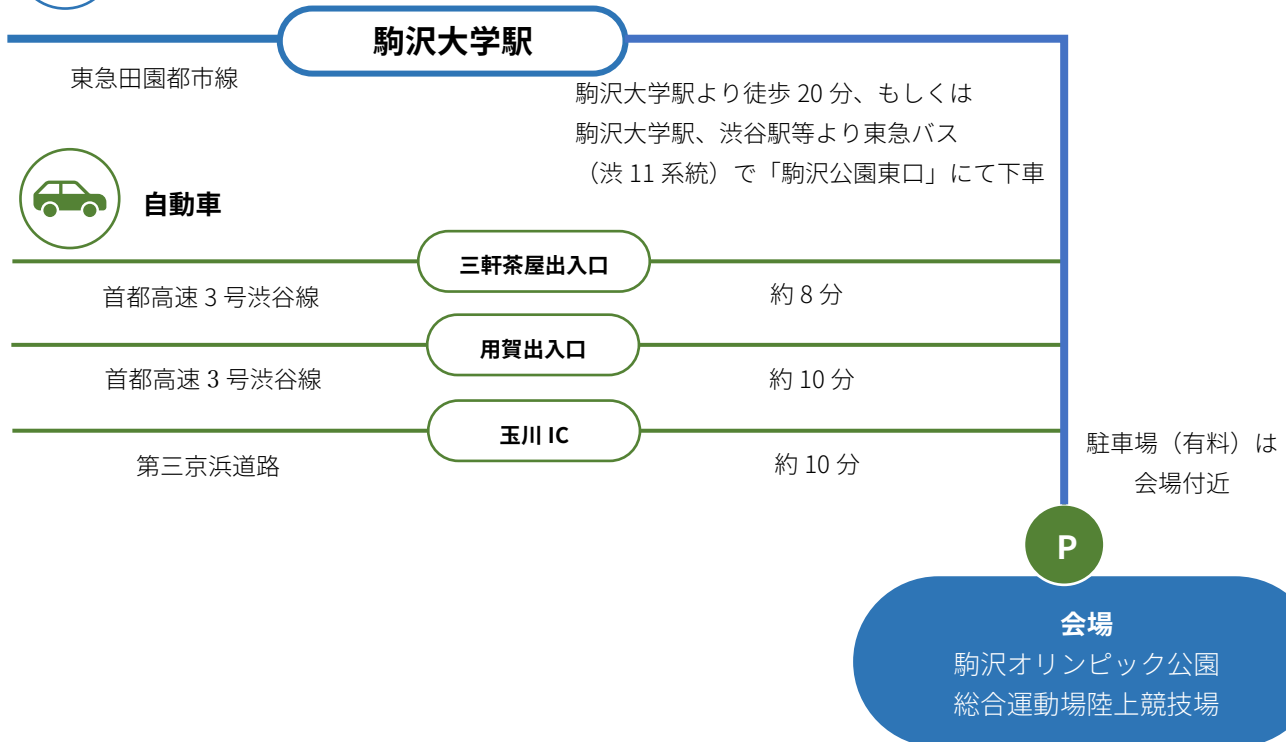 駒沢大学駅
東急田園都市線
駒沢大学駅より徒歩 20 分、もしくは
駒沢大学駅、渋谷駅等より東急バス
（渋 11 系統）で「駒沢公園東口」にて下車
自動車
三軒茶屋出入口
首都高速 3 号渋谷線
約 8 分
用賀出入口
首都高速 3 号渋谷線
約 10 分
玉川 IC
第三京浜道路
約 10 分
駐車場（有料）は
会場付近
P
会場
駒沢オリンピック公園
総合運動場陸上競技場